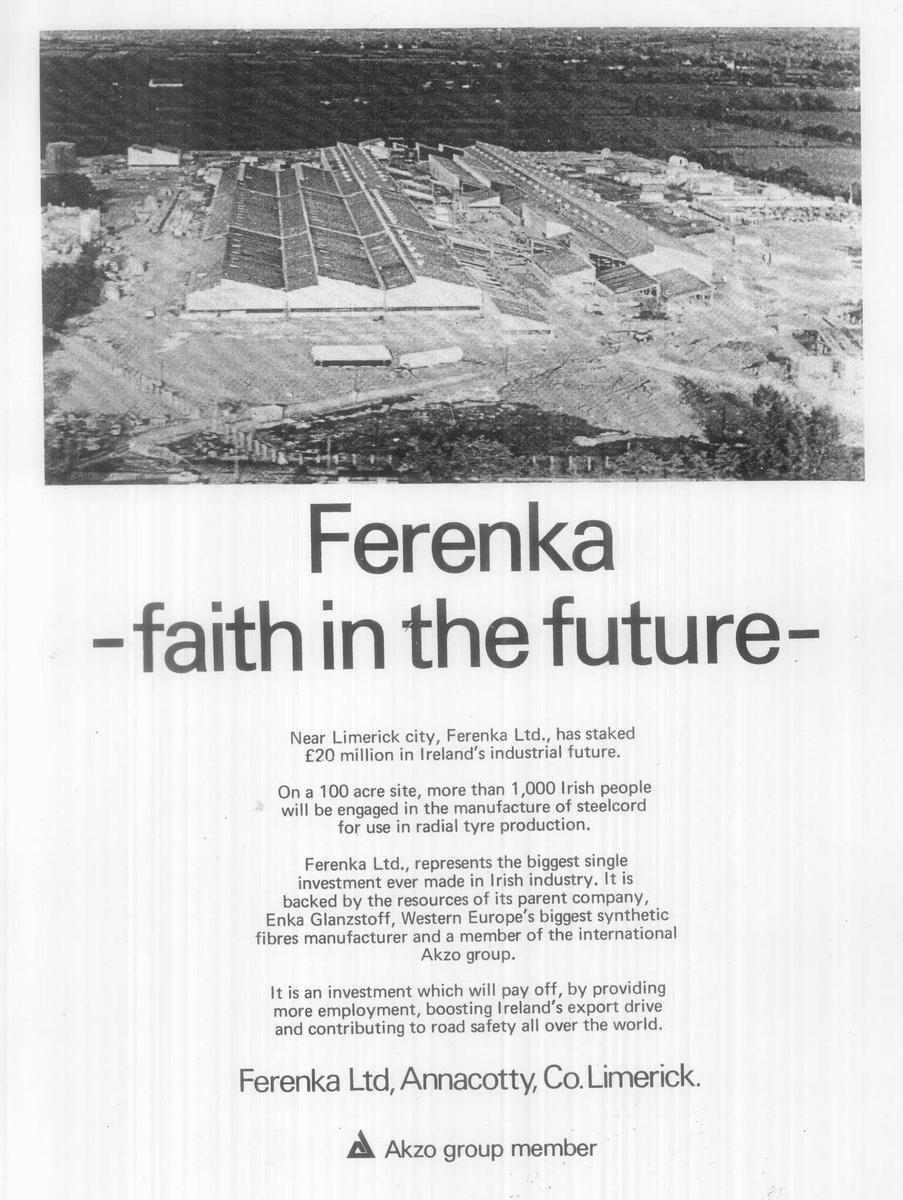 Ferenka
-faith in the future-
Near Limerick city, Ferenka Ltd., has staked
£20 million in Ireland's industrial future.
On a 100 acre site, more than 1,000 Irish people
will be engaged in the manufacture of steelcord
for use in radial tyre production.
Ferenka Ltd., represents the biggest single
investment ever made in Irish industry. It is
backed by the resources of its parent company,
Enka Glanzstoff, Western Europe's biggest synthetic
fibres manufacturer and a member of the international
Akzo group.
It is an investment which will pay off, by providing
more employment, boosting Ireland's export drive
and contributing to road safety all over the world.
Ferenka Ltd, Annacotty, Co. Limerick.
Akzo group member